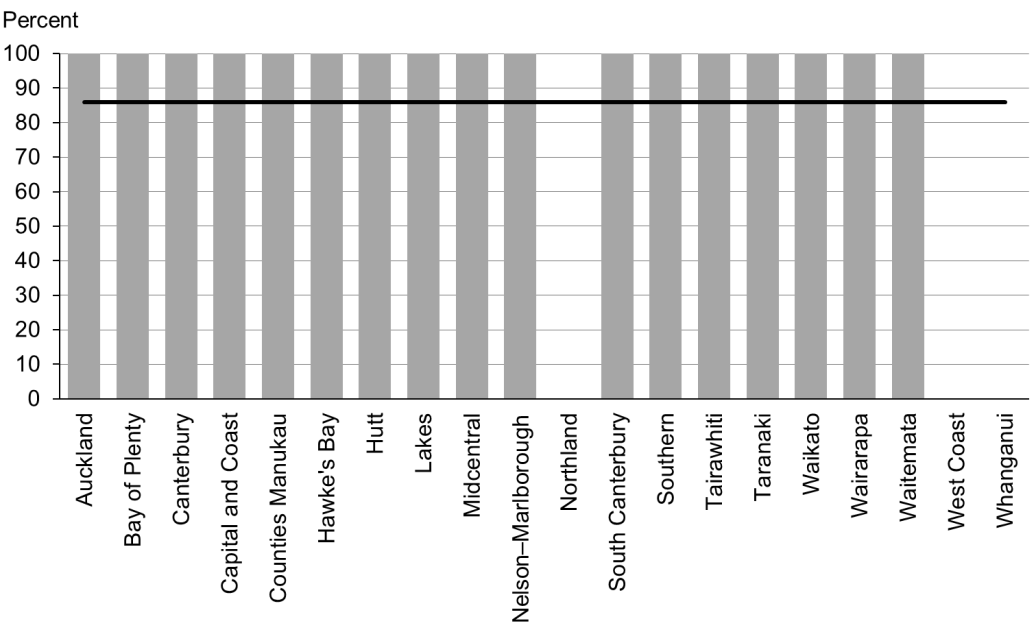 Percent
100
90
80
70
60
50
40
30
20
10
0
Auckland
Bay of Plenty
Canterbury
Capital and Coast
Counties Manukau
Hawke's Bay
Hutt
Lakes
Midcentral
Nelson–Marlborough
Northland
South Canterbury
Southern
Tairawhiti
Taranaki
Waikato
Wairarapa
Waitemata
West Coast
Whanganui